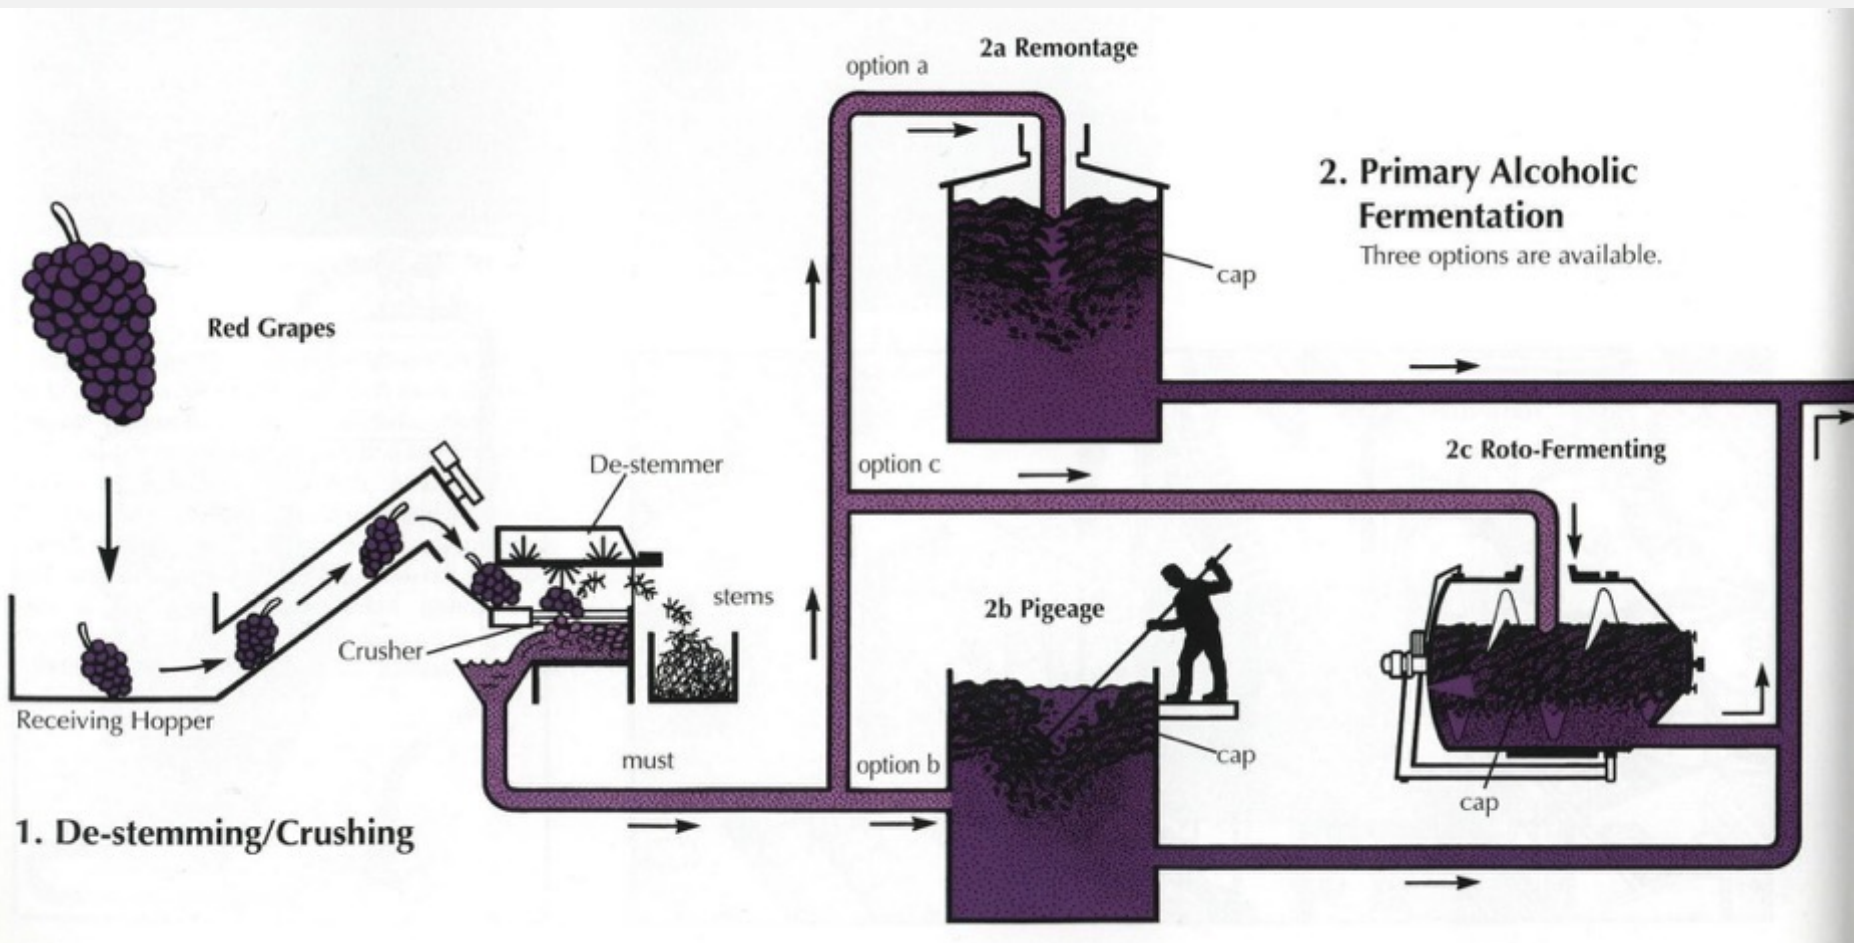 2a Remontage
option a
2. Primary Alcoholic
Fermentation
Three options are available.
cap
Red Grapes
De-stemmer
option c
2c Roto-Fermenting
stems
2b Pigeage
Crusher
Receiving Hopper
must
option b
cap
cap
1. De-stemming/Crushing